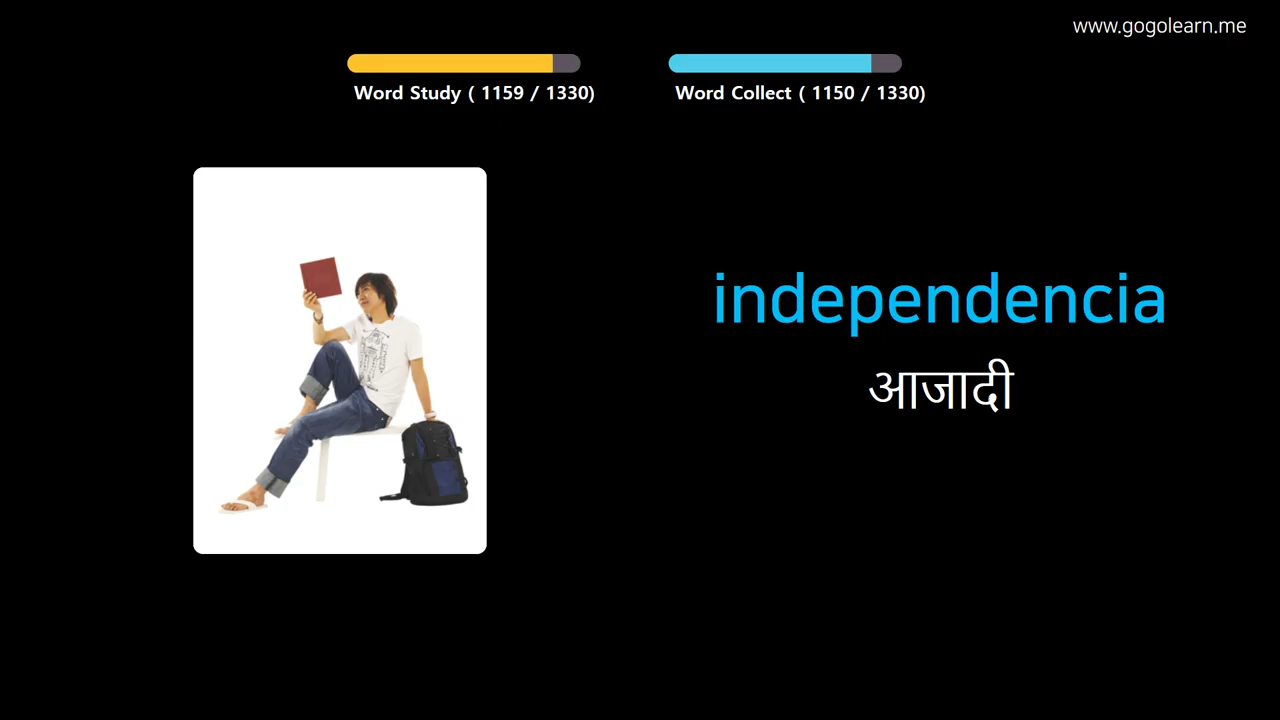 www.gogolearn.me
Word Study ( 1159 / 1330)
Word Collect ( 1150 / 1330)
independencia
आजादी